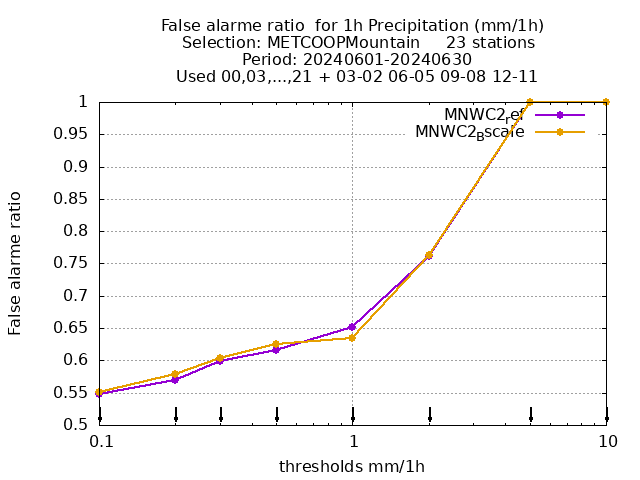 False alarme ratio  for 1h Precipitation (mm/1h)
Selection: METCOOPMountain     23 stations
Period: 20240601-20240630
Used 00,03,...,21 + 03-02 06-05 09-08 12-11
MNWC2ref
MNWC2Bscale
1
0.95
0.9
0.85
0.8
0.75
0.7
0.65
0.6
0.55
0.5
False alarme ratio
0.1
1
10
thresholds mm/1h